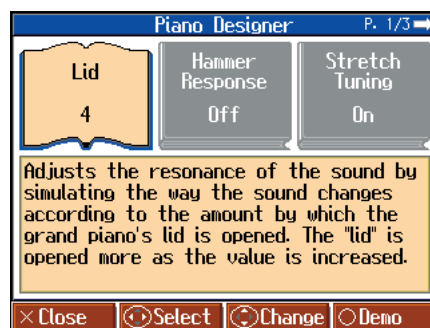 Piano Designer P. 1/3
Lid
4
Hammer
Response
Off
Stretch
Tuning
On
Adjusts the resonance of the sound by
simulating the way the sound changes
according to the amount by which the
grand piano's lid is opened. The "lid" is
opened more as the value is increased.
×Close Select Change ○Demo